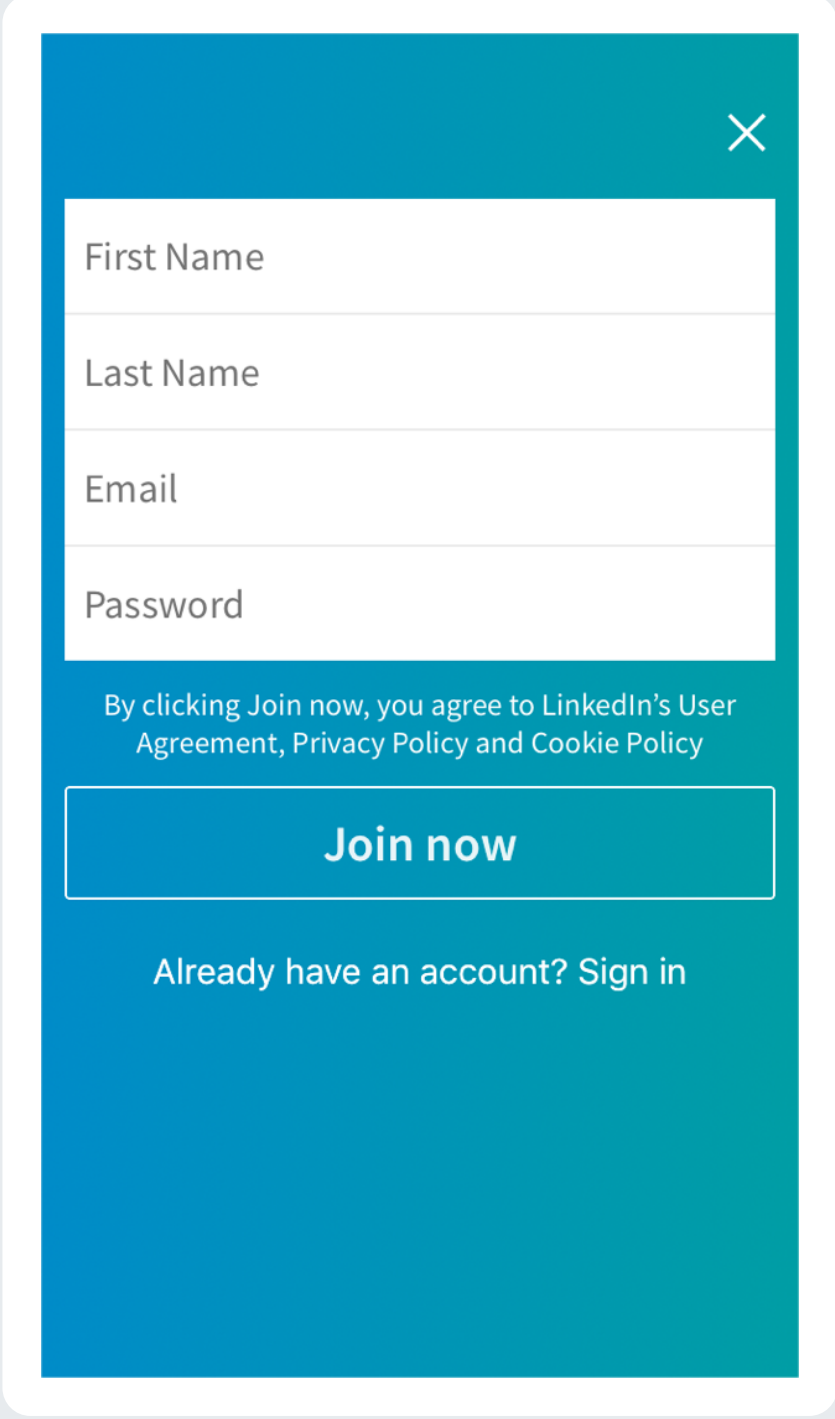 First Name
Last Name
Email
Password
By clicking Join now, you agree to LinkedIn’s User
Agreement, Privacy Policy and Cookie Policy
Join now
Already have an account? Sign in